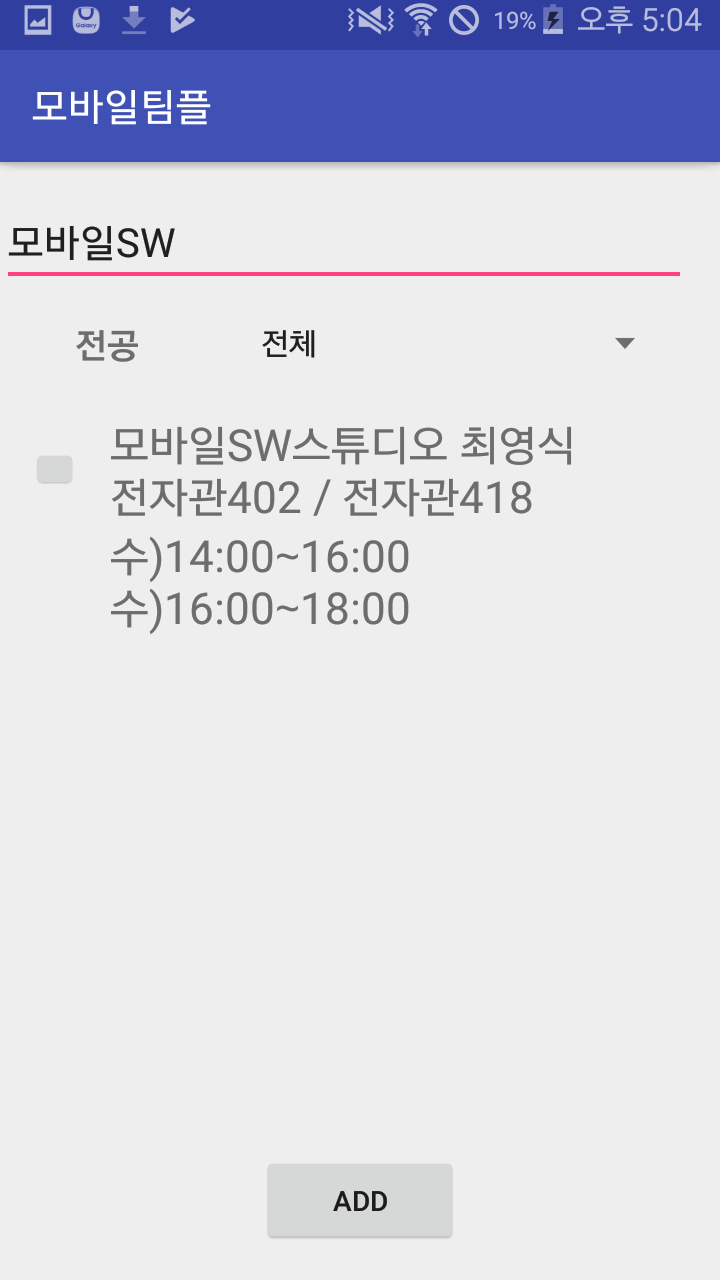 19% 오후 5:04
모바일팀플
모바일SW
전공 전체
모바일SW스튜디오 최영식
전자관402 / 전자관418
수)14:00~16:00
수)16:00~18:00
ADD